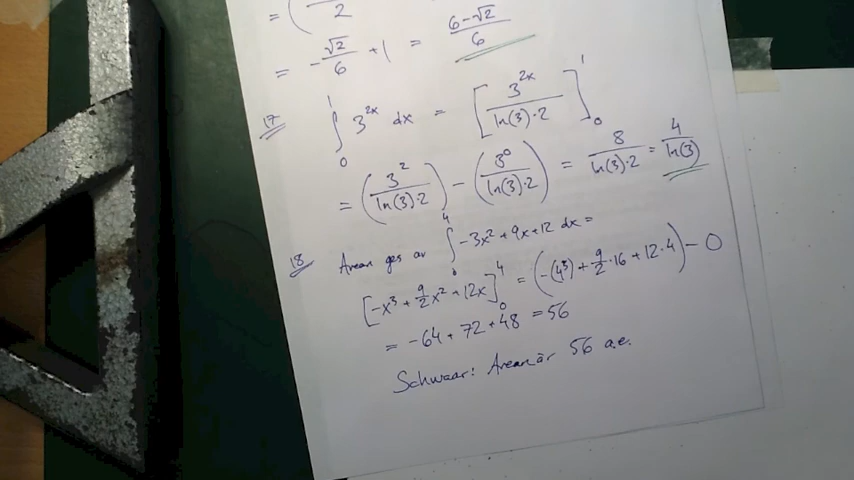 = ( 2
= -√2/6 + 1 = (6-√2)/6
17 ∫₀¹ 3^(2x) dx = [3^(2x)/(ln(3)·2)]₀¹
= (3²/(ln(3)·2)) - (3⁰/(ln(3)·2)) = 8/(ln(3)·2) = 4/ln(3)
18 Arean ges av ∫₀⁴ -3x²+9x+12 dx =
[-x³ + 9/2 x² + 12x]₀⁴ = (-(4³) + 9/2·16 + 12·4) - 0
= -64 + 72 + 48 = 56
: Arean är 56 a.e.